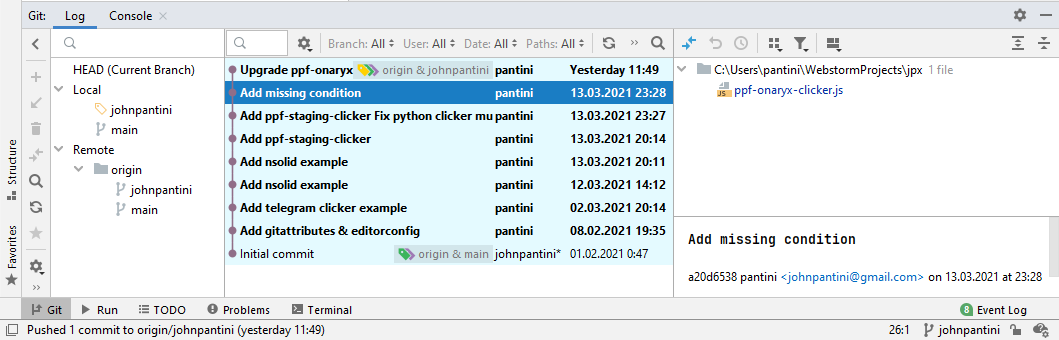 Git: Log Console
Branch: All User: All Date: All Paths: All
Structure
Favorites
HEAD (Current Branch)
Local
johnpantini
main
Remote
origin
johnpantini
main
Upgrade ppf-onaryx origin & johnpantini pantini Yesterday 11:49
Add missing condition pantini 13.03.2021 23:28
Add ppf-staging-clicker Fix python clicker mu pantini 13.03.2021 23:27
Add ppf-staging-clicker pantini 13.03.2021 20:14
Add nsolid example pantini 13.03.2021 20:11
Add nsolid example pantini 12.03.2021 14:12
Add telegram clicker example pantini 02.03.2021 20:14
Add gitattributes & editorconfig pantini 08.02.2021 19:35
Initial commit origin & main johnpantini* 01.02.2021 0:47
C:\Users\pantini\WebstormProjects\jpx 1 file
JS ppf-onaryx-clicker.js
Add missing condition
a20d6538 pantini <johnpantini@gmail.com> on 13.03.2021 at 23:28
Git Run TODO Problems Terminal 8 Event Log
Pushed 1 commit to origin/johnpantini (yesterday 11:49) 26:1 johnpantini